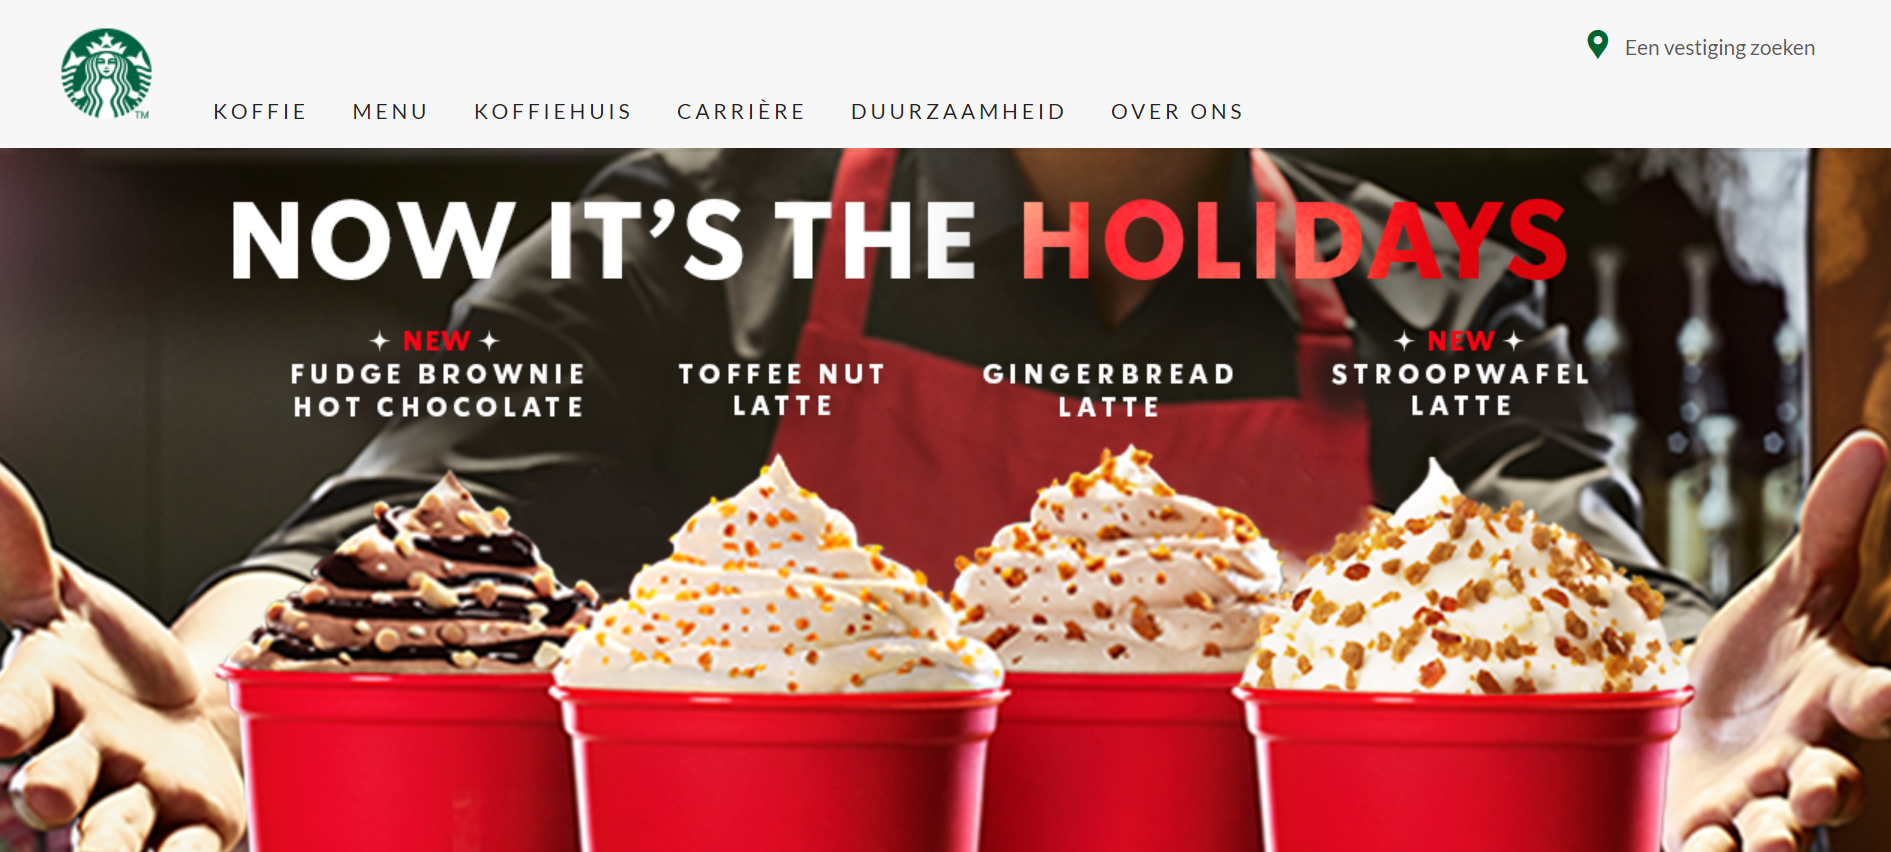 TM
Een vestiging zoeken
KOFFIE MENU KOFFIEHUIS CARRIÈRE DUURZAAMHEID OVER ONS
NOW IT'S THE HOLIDAYS
NEW
FUDGE BROWNIE
HOT CHOCOLATE
TOFFEE NUT
LATTE
GINGERBREAD
LATTE
NEW
STROOPWAFEL
LATTE